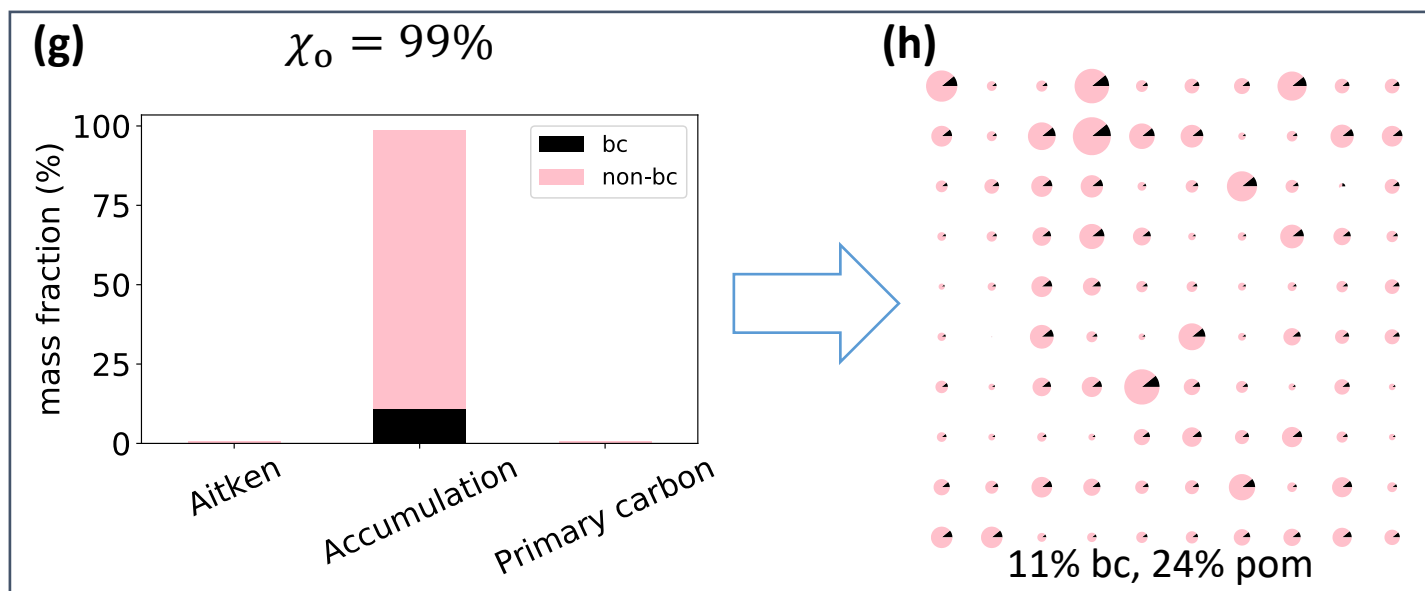 (g)
χₒ = 99%
(h)
100
75
50
25
0
mass fraction (%)
bc
non-bc
Aitken
Accumulation
Primary carbon
11% bc, 24% pom